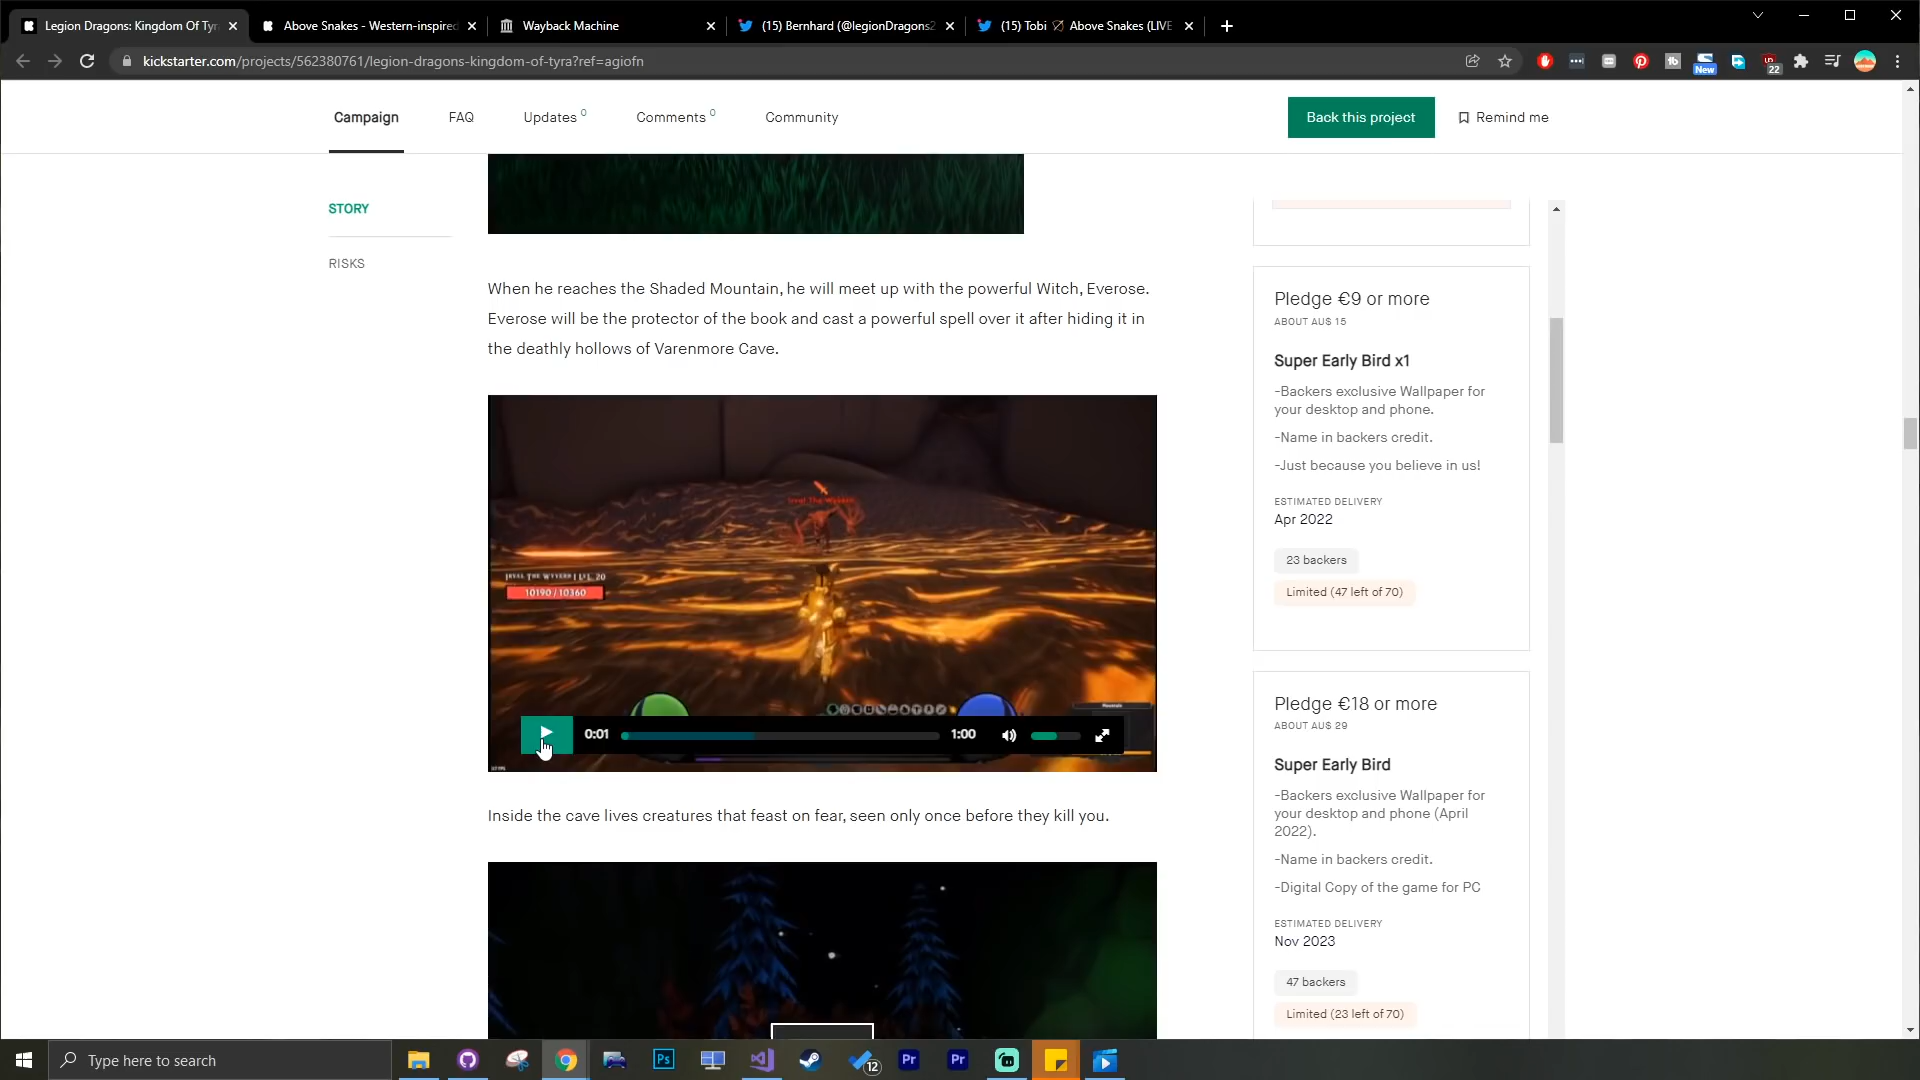 Legion Dragons: Kingdom Of Tyr
Above Snakes - Western-inspired
Wayback Machine
(15) Bernhard (@legionDragons2
(15) Tobi 🏹 Above Snakes (LIVE
kickstarter.com/projects/562380761/legion-dragons-kingdom-of-tyra?ref=agiofn
New
22
Campaign
FAQ
Updates 0
Comments 0
Community
Back this project
Remind me
STORY
RISKS
When he reaches the Shaded Mountain, he will meet up with the powerful Witch, Everose.
Everose will be the protector of the book and cast a powerful spell over it after hiding it in
the deathly hollows of Varenmore Cave.
10190 / 10360
0:01
1:00
Inside the cave lives creatures that feast on fear, seen only once before they kill you.
Pledge €9 or more
ABOUT AU$ 15
Super Early Bird x1
-Backers exclusive Wallpaper for
your desktop and phone.
-Name in backers credit.
-Just because you believe in us!
ESTIMATED DELIVERY
Apr 2022
23 backers
Limited (47 left of 70)
Pledge €18 or more
ABOUT AU$ 29
Super Early Bird
-Backers exclusive Wallpaper for
your desktop and phone (April
2022).
-Name in backers credit.
-Digital Copy of the game for PC
ESTIMATED DELIVERY
Nov 2023
47 backers
Limited (23 left of 70)
Type here to search
Ps
12
Pr
Pr